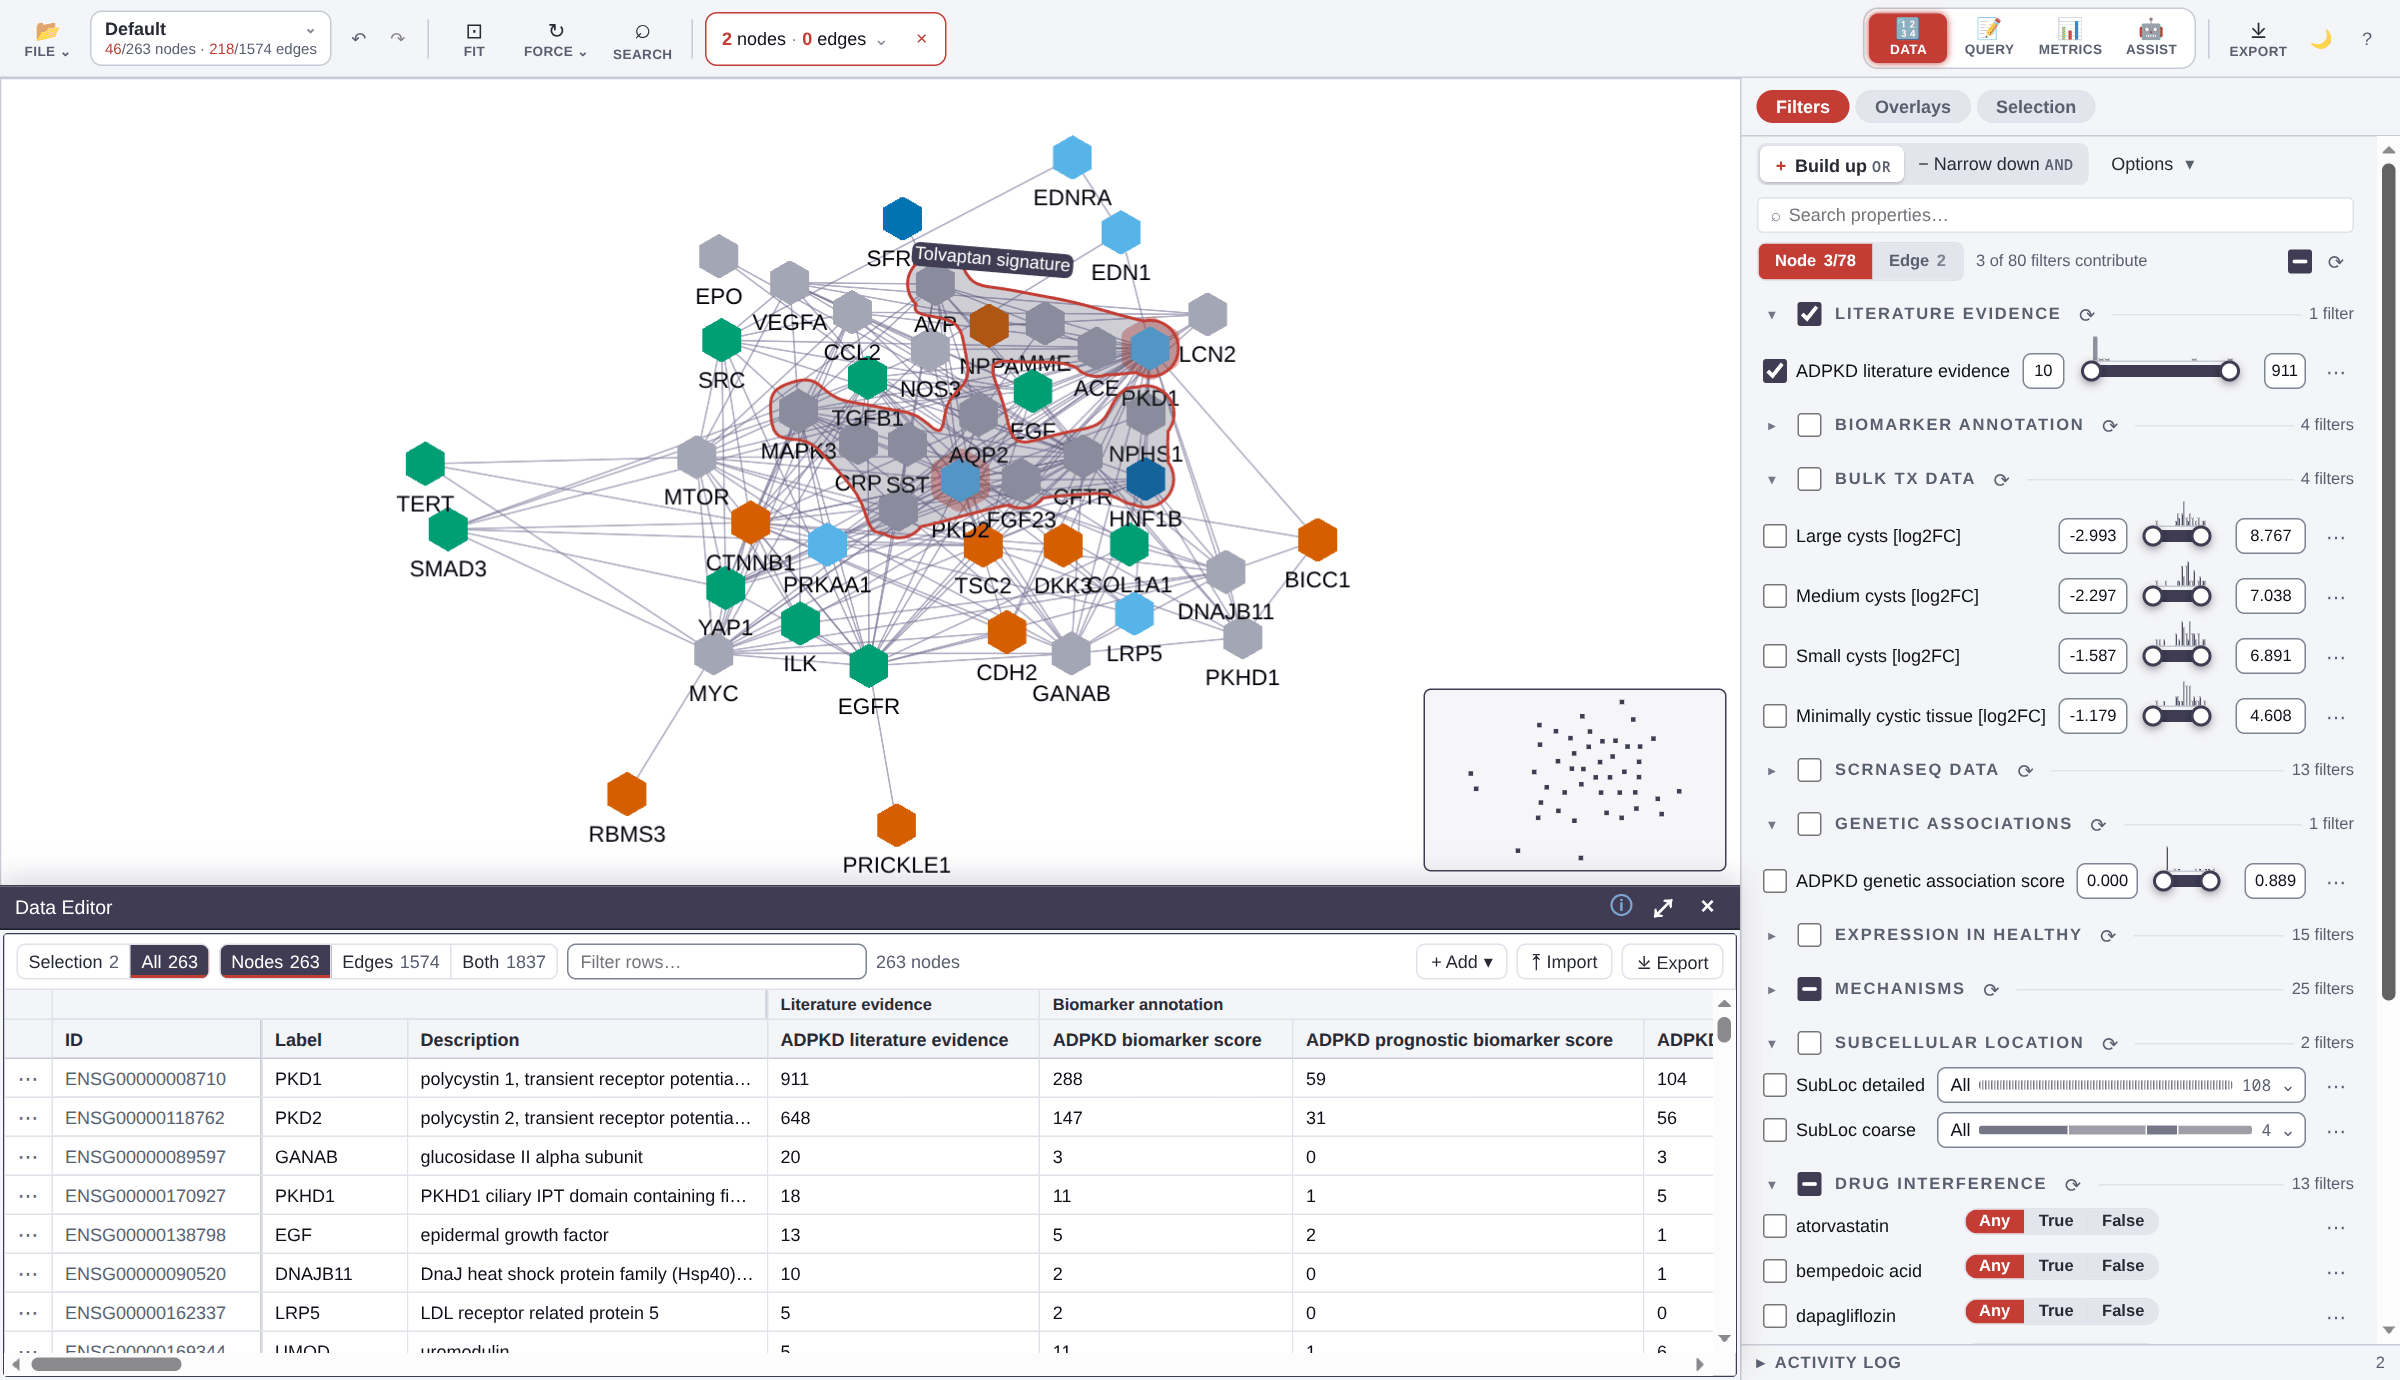 FILE
Default
46/263 nodes · 218/1574 edges
FIT
FORCE
SEARCH
2 nodes · 0 edges
DATA
QUERY
METRICS
ASSIST
EXPORT
?
EDNRA
SFR
Tolvaptan signature
EDN1
EPO
VEGFA
AVP
CCL2
NPPA
MME
LCN2
SRC
NOS3
ACE
PKD1
TGFB1
EGF
MAPK3
AQP2
NPHS1
CRP
SST
MTOR
CFTR
TERT
PKD2
FGF23
HNF1B
SMAD3
CTNNB1
PRKAA1
TSC2
DKK3
COL1A1
BICC1
DNAJB11
YAP1
ILK
LRP5
CDH2
PKHD1
MYC
GANAB
EGFR
RBMS3
PRICKLE1
Data Editor
Selection 2
All 263
Nodes 263
Edges 1574
Both 1837
Filter rows…
263 nodes
+ Add ▾
Import
Export
Literature evidence
Biomarker annotation
ID
Label
Description
ADPKD literature evidence
ADPKD biomarker score
ADPKD prognostic biomarker score
ADPKD
… ENSG00000008710 PKD1 polycystin 1, transient receptor potentia… 911 288 59 104
… ENSG00000118762 PKD2 polycystin 2, transient receptor potentia… 648 147 31 56
… ENSG00000089597 GANAB glucosidase II alpha subunit 20 3 0 3
… ENSG00000170927 PKHD1 PKHD1 ciliary IPT domain containing fi… 18 11 1 5
… ENSG00000138798 EGF epidermal growth factor 13 5 2 1
… ENSG00000090520 DNAJB11 DnaJ heat shock protein family (Hsp40)… 10 2 0 1
… ENSG00000162337 LRP5 LDL receptor related protein 5 5 2 0 0
… ENSG00000169344 UMOD uromodulin 5 11 1 6
Filters
Overlays
Selection
+ Build up OR
− Narrow down AND
Options ▾
Search properties…
Node 3/78
Edge 2
3 of 80 filters contribute
LITERATURE EVIDENCE
1 filter
ADPKD literature evidence 10 911
BIOMARKER ANNOTATION
4 filters
BULK TX DATA
4 filters
Large cysts [log2FC] -2.993 8.767
Medium cysts [log2FC] -2.297 7.038
Small cysts [log2FC] -1.587 6.891
Minimally cystic tissue [log2FC] -1.179 4.608
SCRNASEQ DATA
13 filters
GENETIC ASSOCIATIONS
1 filter
ADPKD genetic association score 0.000 0.889
EXPRESSION IN HEALTHY
15 filters
MECHANISMS
25 filters
SUBCELLULAR LOCATION
2 filters
SubLoc detailed All 108
SubLoc coarse All 4
DRUG INTERFERENCE
13 filters
atorvastatin Any True False
bempedoic acid Any True False
dapagliflozin Any True False
ACTIVITY LOG
2